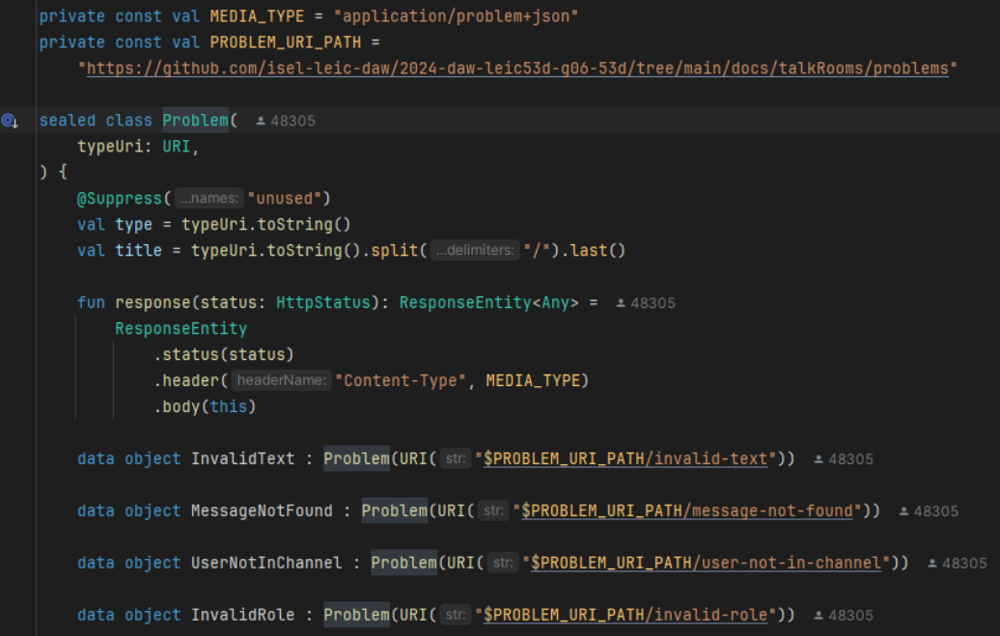 private const val MEDIA_TYPE = "application/problem+json"
private const val PROBLEM_URI_PATH =
"https://github.com/isel-leic-daw/2024-daw-leic53d-g06-53d/tree/main/docs/talkRooms/problems"
sealed class Problem( 48305
typeUri: URI,
) {
@Suppress( ...names: "unused")
val type = typeUri.toString()
val title = typeUri.toString().split( ...delimiters: "/").last()
fun response(status: HttpStatus): ResponseEntity<Any> = 48305
ResponseEntity
.status(status)
.header( headerName: "Content-Type", MEDIA_TYPE)
.body(this)
data object InvalidText : Problem(URI( str: "$PROBLEM_URI_PATH/invalid-text")) 48305
data object MessageNotFound : Problem(URI( str: "$PROBLEM_URI_PATH/message-not-found")) 48305
data object UserNotInChannel : Problem(URI( str: "$PROBLEM_URI_PATH/user-not-in-channel")) 48305
data object InvalidRole : Problem(URI( str: "$PROBLEM_URI_PATH/invalid-role")) 48305